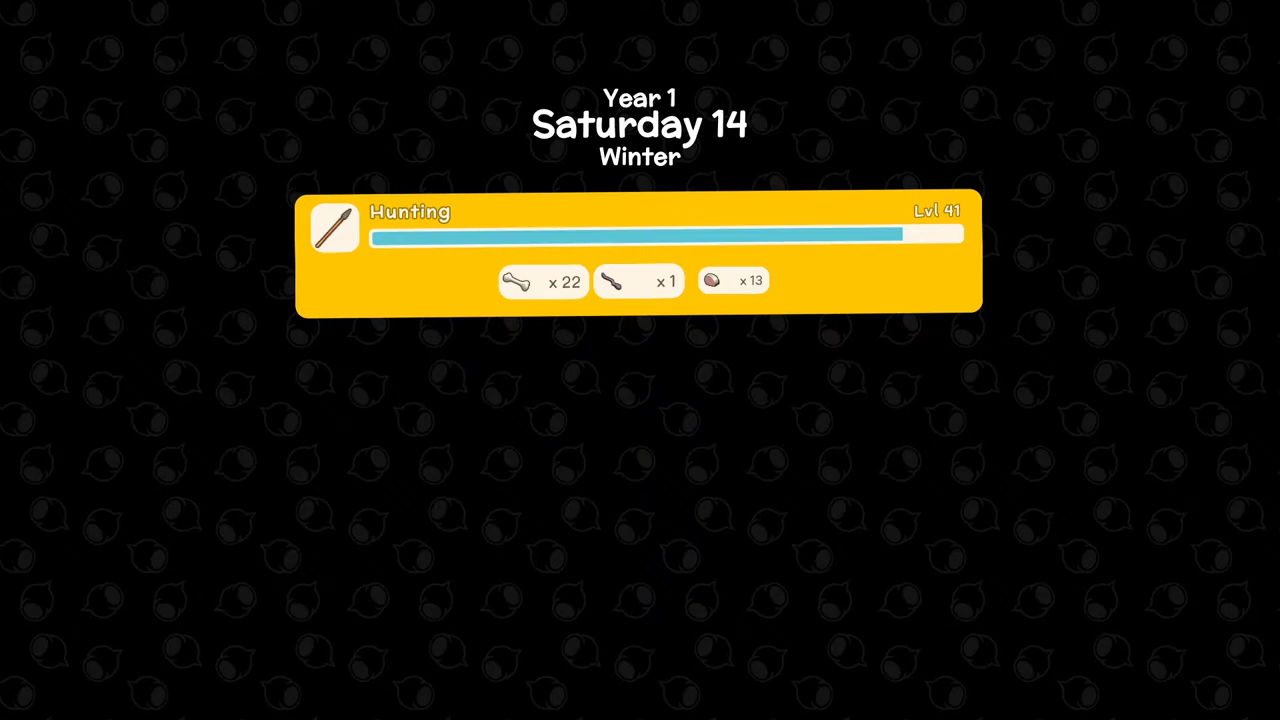 Year 1
Saturday 14
Winter
Hunting
Lvl 41
x 22
x 1
x 13